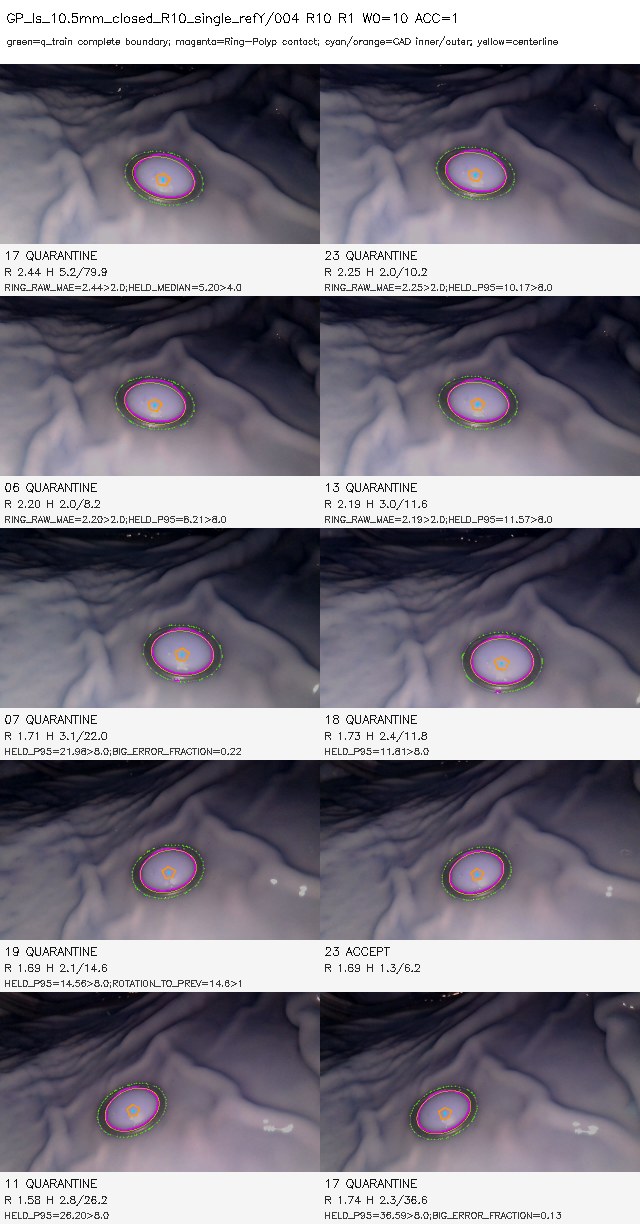 GP_Is_10.5mm_closed_R10_single_refY/004 R10 R1 W0=10 ACC=1
green=q_train complete boundary; magenta=Ring-Polyp contact; cyan/orange=CAD inner/outer; yellow=centerline
17 QUARANTINE
R 2.44 H 5.2/79.9
RING_RAW_MAE=2.44>2.0;HELD_MEDIAN=5.20>4.0
23 QUARANTINE
R 2.25 H 2.0/10.2
RING_RAW_MAE=2.25>2.0;HELD_P95=10.17>8.0
06 QUARANTINE
R 2.20 H 2.0/8.2
RING_RAW_MAE=2.20>2.0;HELD_P95=8.21>8.0
13 QUARANTINE
R 2.19 H 3.0/11.6
RING_RAW_MAE=2.19>2.0;HELD_P95=11.57>8.0
07 QUARANTINE
R 1.71 H 3.1/22.0
HELD_P95=21.98>8.0;BIG_ERROR_FRACTION=0.22
18 QUARANTINE
R 1.73 H 2.4/11.8
HELD_P95=11.81>8.0
19 QUARANTINE
R 1.69 H 2.1/14.6
HELD_P95=14.56>8.0;ROTATION_TO_PREV=14.6>1
23 ACCEPT
R 1.69 H 1.3/6.2
11 QUARANTINE
R 1.58 H 2.8/26.2
HELD_P95=26.20>8.0
17 QUARANTINE
R 1.74 H 2.3/36.6
HELD_P95=36.59>8.0;BIG_ERROR_FRACTION=0.13